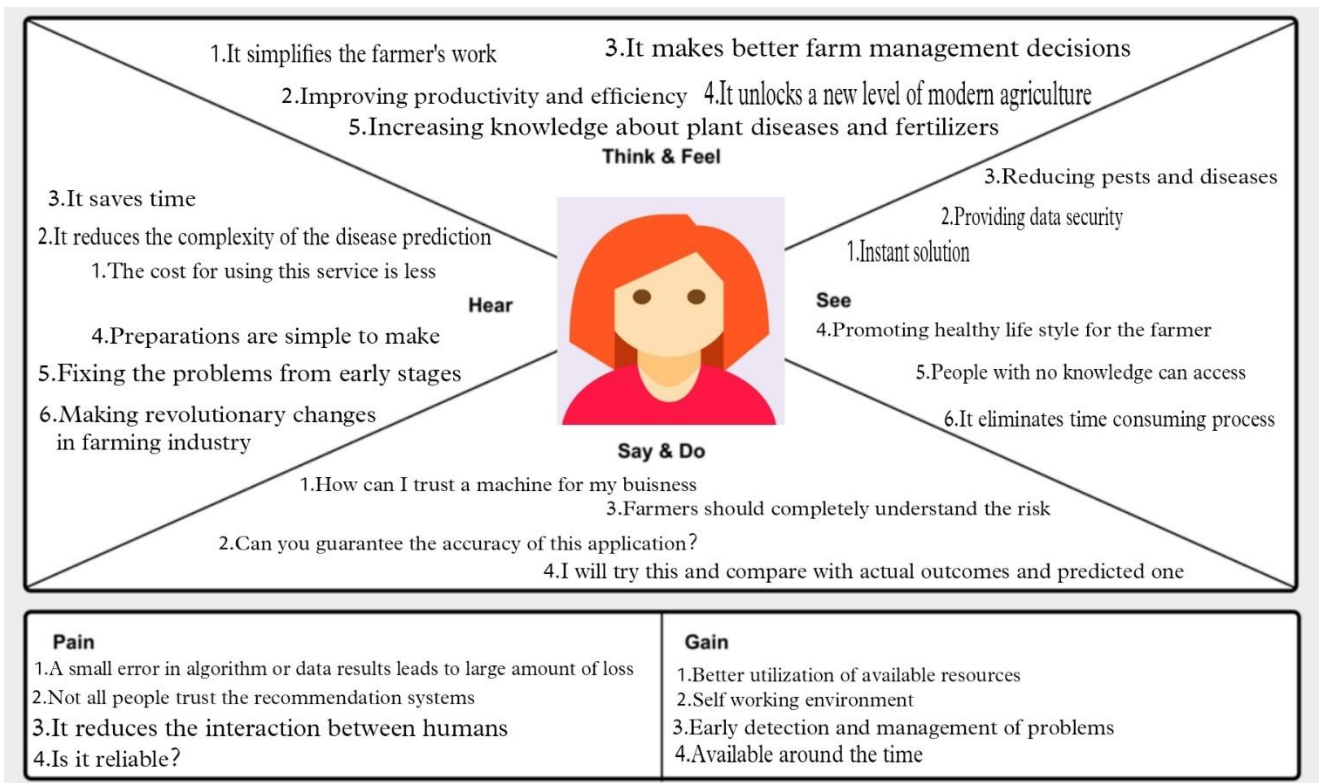 1.It simplifies the farmer's work
3.It makes better farm management decisions
2.Improving productivity and efficiency
4.It unlocks a new level of modern agriculture
5.Increasing knowledge about plant diseases and fertilizers
Think & Feel
3.It saves time
2.It reduces the complexity of the disease prediction
1.The cost for using this service is less
Hear
4.Preparations are simple to make
5.Fixing the problems from early stages
6.Making revolutionary changes
in farming industry
3.Reducing pests and diseases
2.Providing data security
1.Instant solution
See
4.Promoting healthy life style for the farmer
5.People with no knowledge can access
6.It eliminates time consuming process
Say & Do
1.How can I trust a machine for my buisness
3.Farmers should completely understand the risk
2.Can you guarantee the accuracy of this application?
4.I will try this and compare with actual outcomes and predicted one
Pain
1.A small error in algorithm or data results leads to large amount of loss
2.Not all people trust the recommendation systems
3.It reduces the interaction between humans
4.Is it reliable?
Gain
1.Better utilization of available resources
2.Self working environment
3.Early detection and management of problems
4.Available around the time